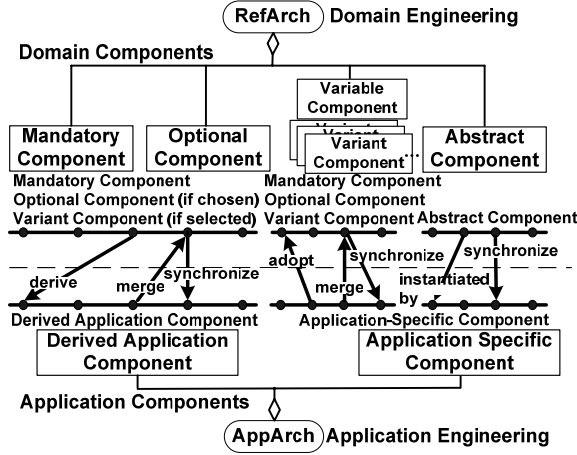 RefArch Domain Engineering
Domain Components
Variable
Component
Mandatory
Component
Optional
Component
Variant
Variant
Component
...
Abstract
Component
Mandatory Component
Optional Component (if chosen)
Variant Component (if selected)
Mandatory Component
Optional Component
Variant Component
Abstract Component
derive
merge
synchronize
adopt
merge
synchronize
instantiated
by
synchronize
Derived Application Component
Application-Specific Component
Derived Application
Component
Application Specific
Component
Application Components
AppArch Application Engineering